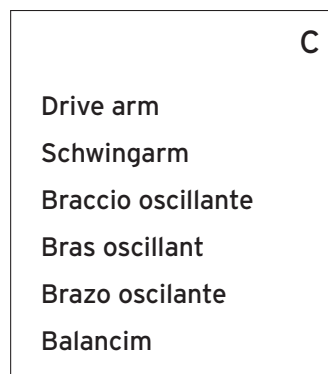 C
Drive arm
Schwingarm
Braccio oscillante
Bras oscillant
Brazo oscilante
Balancim